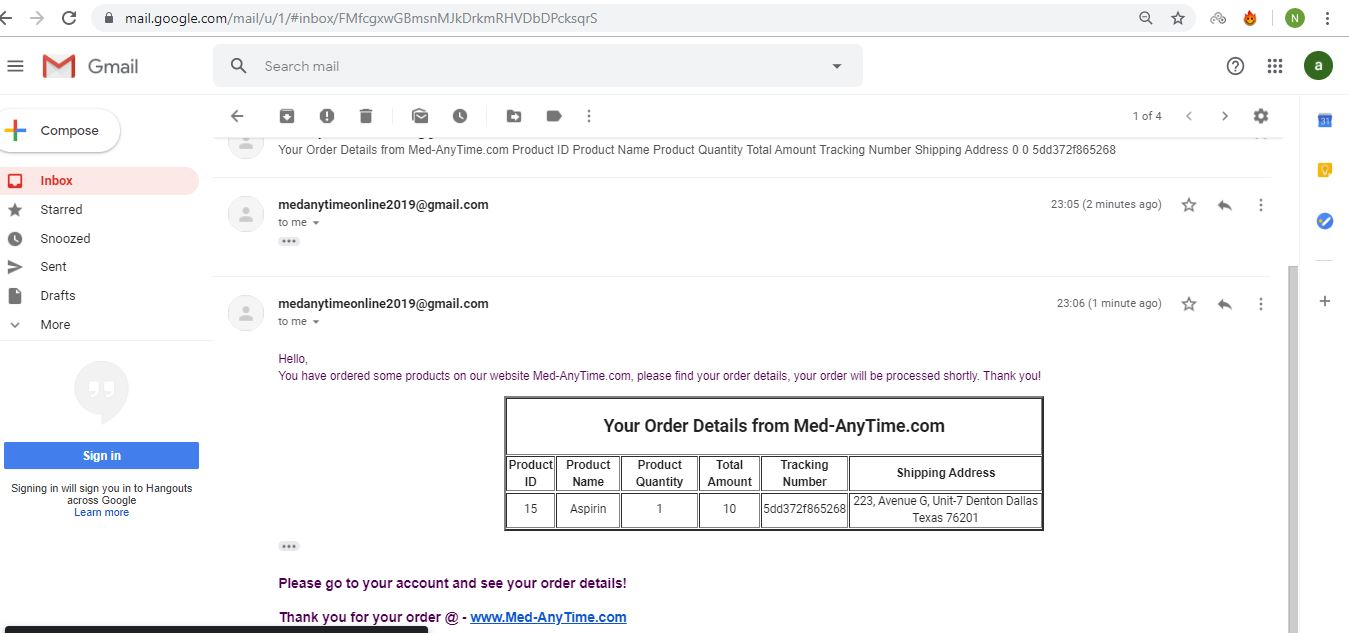 mail.google.com/mail/u/1/#inbox/FMfcgxwGBmsnMJkDrkmRHVDbDPcksqrS
N
Gmail
Search mail
a
Compose
1 of 4
31
Inbox
Starred
Snoozed
Sent
Drafts
More
Sign in
Signing in will sign you in to Hangouts
across Google
Learn more
Your Order Details from Med-AnyTime.com Product ID Product Name Product Quantity Total Amount Tracking Number Shipping Address 0 0 5dd372f865268
medanytimeonline2019@gmail.com
23:05 (2 minutes ago)
to me
medanytimeonline2019@gmail.com
23:06 (1 minute ago)
to me
Hello,
You have ordered some products on our website Med-AnyTime.com, please find your order details, your order will be processed shortly. Thank you!
Your Order Details from Med-AnyTime.com
Product ID Product Name Product Quantity Total Amount Tracking Number Shipping Address
15 Aspirin 1 10 5dd372f865268 223, Avenue G, Unit-7 Denton Dallas
Texas 76201
Please go to your account and see your order details!
Thank you for your order @ - www.Med-AnyTime.com